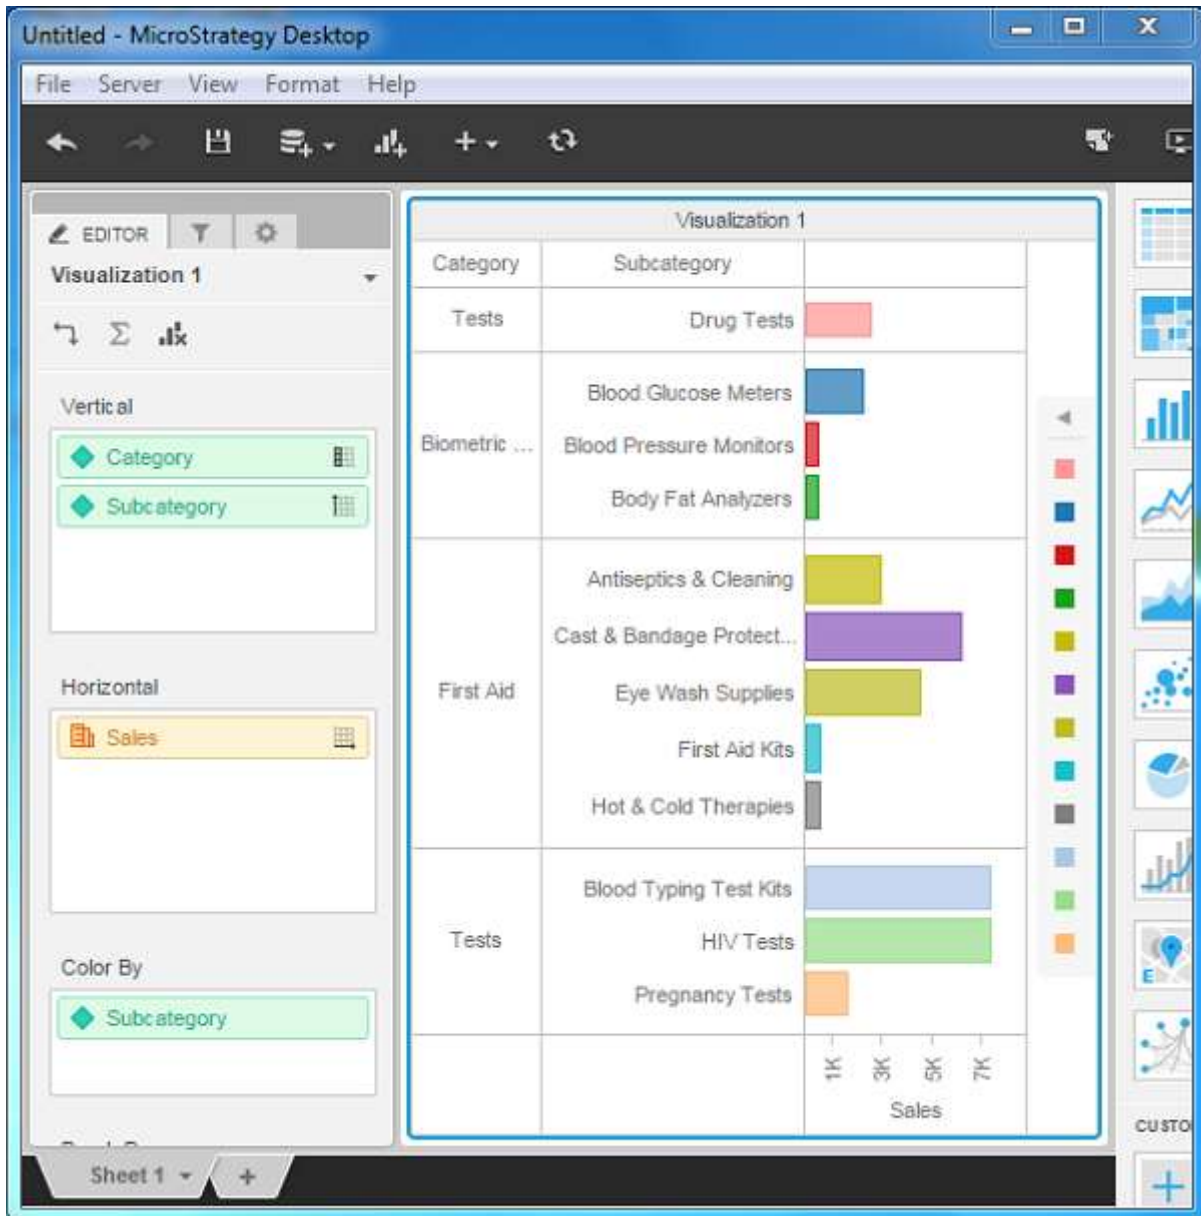 Untitled - MicroStrategy Desktop
File Server View Format Help
EDITOR
Visualization 1
Vertical
Category
Subcategory
Horizontal
Sales
Color By
Subcategory
Visualization 1
Category Subcategory
Tests Drug Tests
Blood Glucose Meters
Biometric ... Blood Pressure Monitors
Body Fat Analyzers
Antiseptics & Cleaning
Cast & Bandage Protect...
First Aid Eye Wash Supplies
First Aid Kits
Hot & Cold Therapies
Blood Typing Test Kits
Tests HIV Tests
Pregnancy Tests
1K 3K 5K 7K
Sales
E
CUSTO
Sheet 1